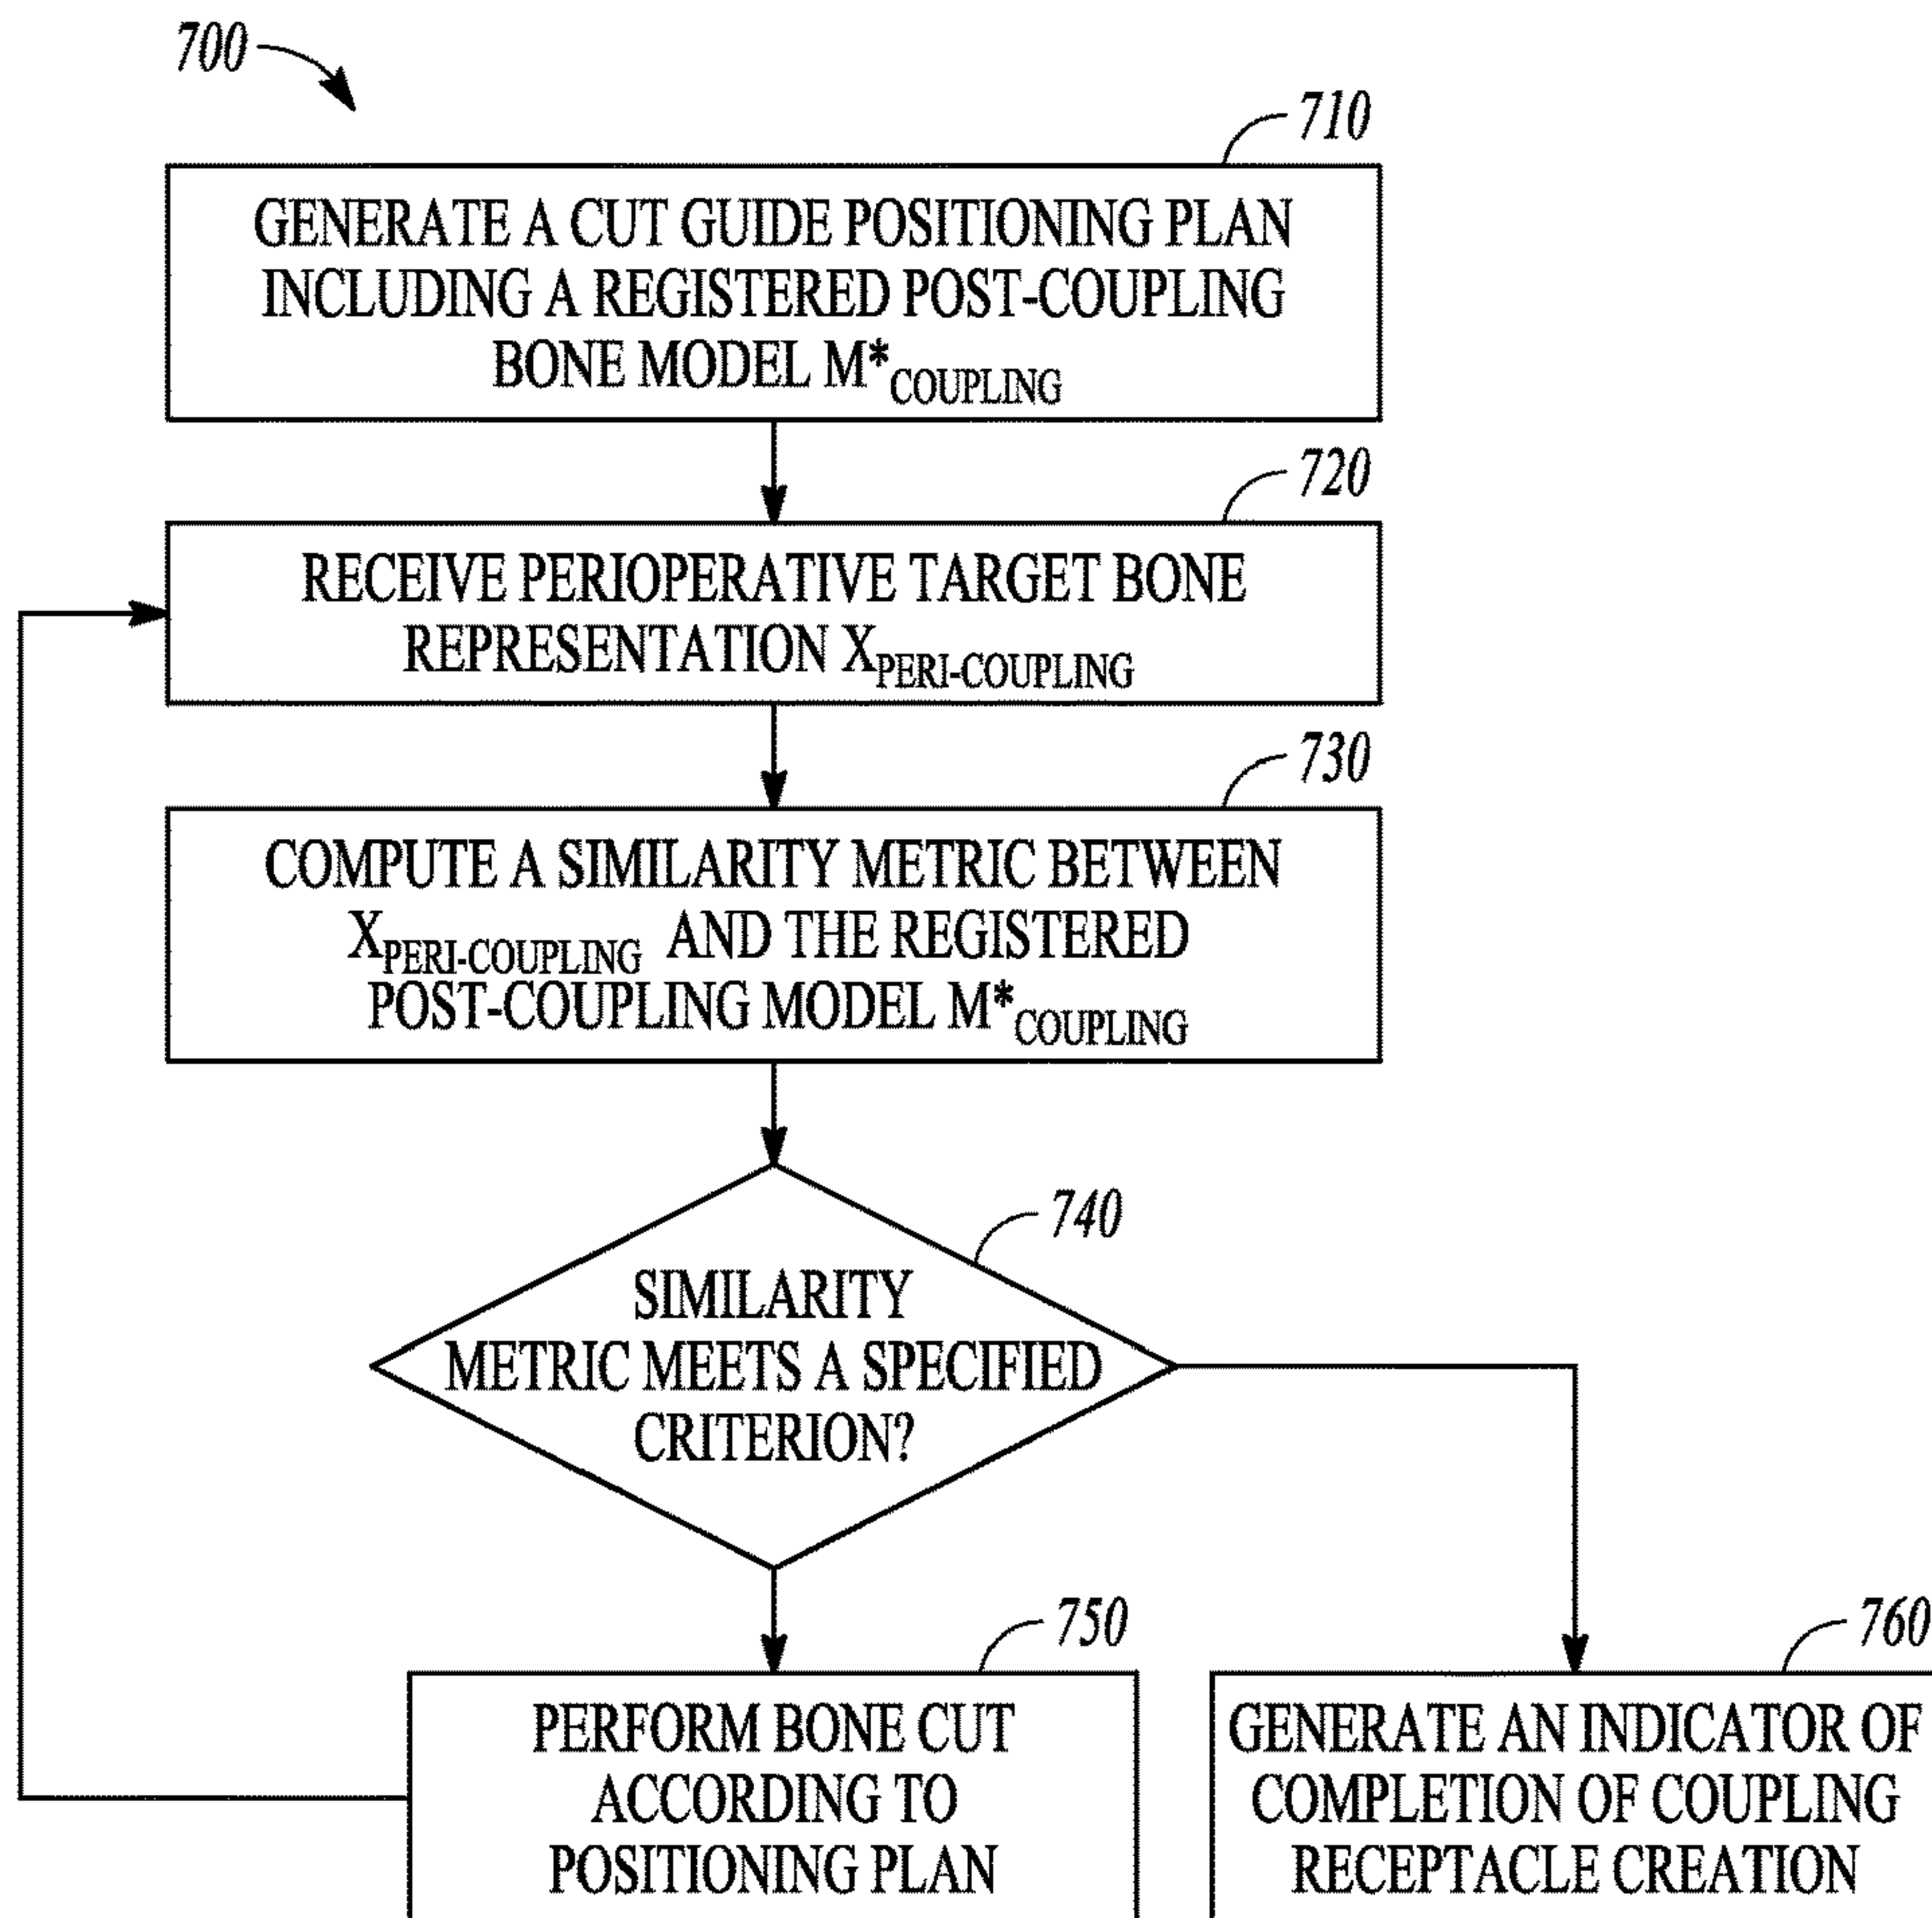 700
710
GENERATE A CUT GUIDE POSITIONING PLAN
INCLUDING A REGISTERED POST-COUPLING
BONE MODEL M*COUPLING
720
RECEIVE PERIOPERATIVE TARGET BONE
REPRESENTATION XPERI-COUPLING
730
COMPUTE A SIMILARITY METRIC BETWEEN
XPERI-COUPLING AND THE REGISTERED
POST-COUPLING MODEL M*COUPLING
740
SIMILARITY
METRIC MEETS A SPECIFIED
CRITERION?
750
PERFORM BONE CUT
ACCORDING TO
POSITIONING PLAN
760
GENERATE AN INDICATOR OF
COMPLETION OF COUPLING
RECEPTACLE CREATION